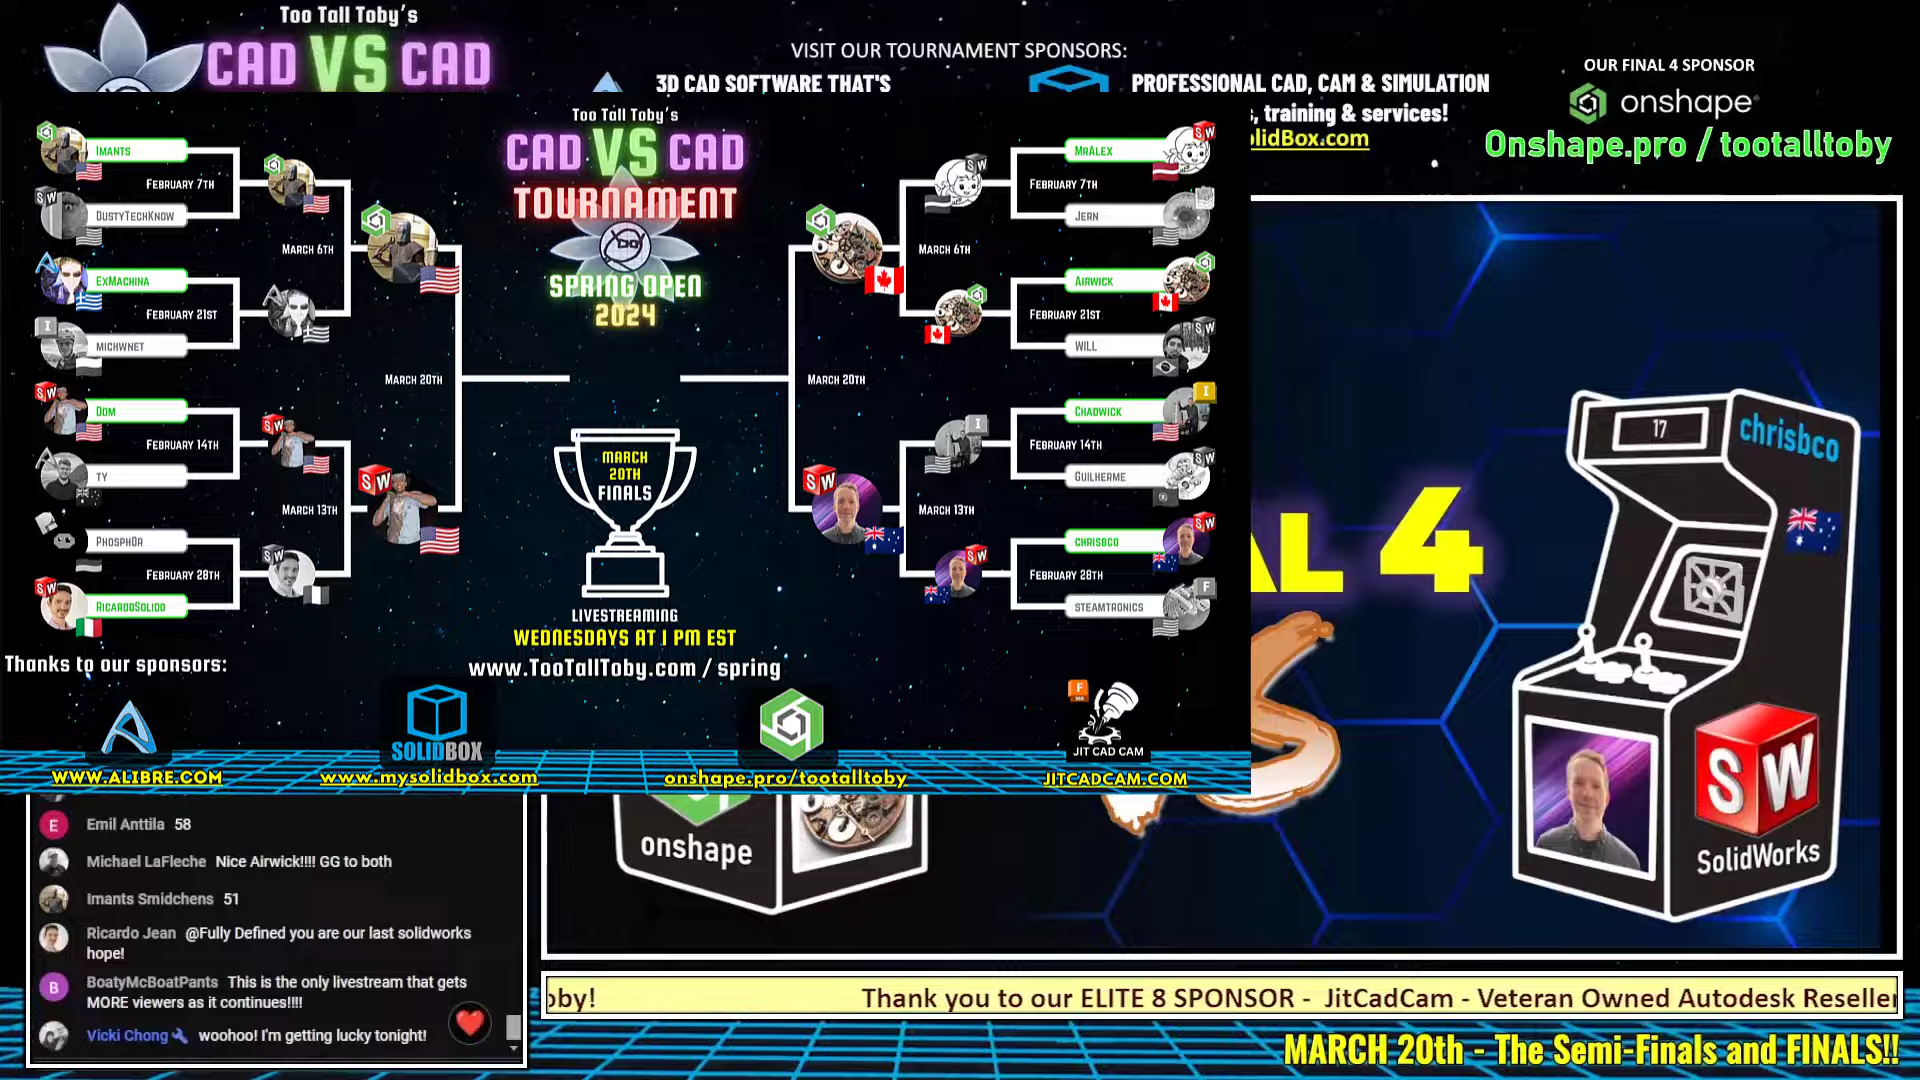 Too Tall Toby's
CAD VS CAD
VISIT OUR TOURNAMENT SPONSORS:
3D CAD SOFTWARE THAT'S
PROFESSIONAL CAD, CAM & SIMULATION
, training & services!
lidBox.com
OUR FINAL 4 SPONSOR
onshape
Onshape.pro / tootalltoby
Too Tall Toby's
CAD VS CAD
TOURNAMENT
SPRING OPEN
2024
IMANTS
FEBRUARY 7TH
DUSTYTECHKNOW
MARCH 6TH
EXMACHINA
FEBRUARY 21ST
MICHWNET
MARCH 20TH
DOM
FEBRUARY 14TH
TY
MARCH 13TH
PHOSPH0R
FEBRUARY 28TH
RICARDOSOLIDO
MRALEX
FEBRUARY 7TH
JERN
MARCH 6TH
AIRWICK
FEBRUARY 21ST
WILL
MARCH 20TH
CHADWICK
FEBRUARY 14TH
GUILHERME
MARCH 13TH
CHRISBCO
FEBRUARY 28TH
STEAMTRONICS
MARCH
20TH
FINALS
LIVESTREAMING
WEDNESDAYS AT 1 PM EST
www.TooTallToby.com / spring
Thanks to our sponsors:
SOLIDBOX
JIT CAD CAM
WWW.ALIBRE.COM
www.mysolidbox.com
onshape.pro/tootalltoby
JITCADCAM.COM
AL 4
17
chrisbco
SW
SolidWorks
onshape
Emil Anttila 58
Michael LaFleche Nice Airwick!!!! GG to both
Imants Smidchens 51
Ricardo Jean @Fully Defined you are our last solidworks
hope!
BoatyMcBoatPants This is the only livestream that gets
MORE viewers as it continues!!!!
Vicki Chong woohoo! I'm getting lucky tonight!
oby! Thank you to our ELITE 8 SPONSOR - JitCadCam - Veteran Owned Autodesk Reseller
MARCH 20th - The Semi-Finals and FINALS!!